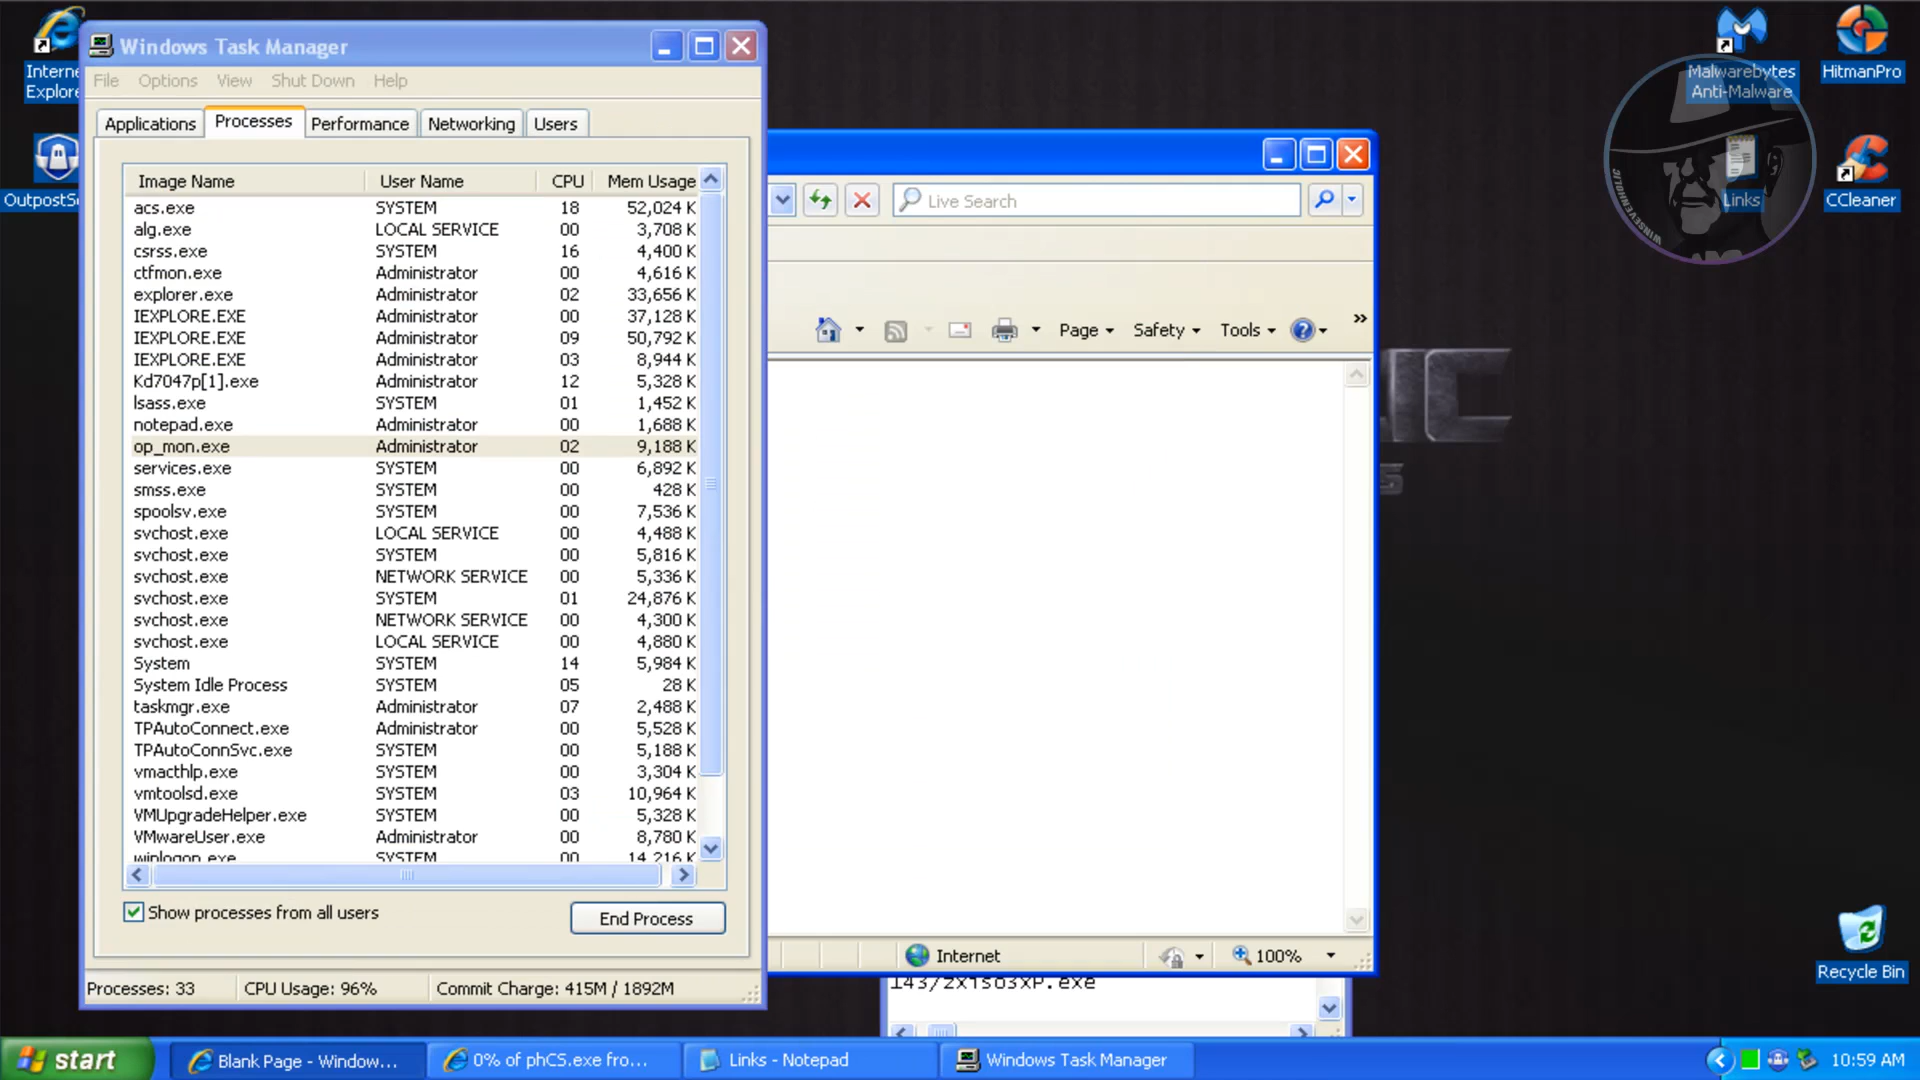 Windows Task Manager
File Options View Shut Down Help
Applications Processes Performance Networking Users
Image Name User Name CPU Mem Usage
acs.exe SYSTEM 18 52,024 K
alg.exe LOCAL SERVICE 00 3,708 K
csrss.exe SYSTEM 16 4,400 K
ctfmon.exe Administrator 00 4,616 K
explorer.exe Administrator 02 33,656 K
IEXPLORE.EXE Administrator 00 37,128 K
IEXPLORE.EXE Administrator 09 50,792 K
IEXPLORE.EXE Administrator 03 8,944 K
Kd7047p[1].exe Administrator 12 5,328 K
lsass.exe SYSTEM 01 1,452 K
notepad.exe Administrator 00 1,688 K
op_mon.exe Administrator 02 9,188 K
services.exe SYSTEM 00 6,892 K
smss.exe SYSTEM 00 428 K
spoolsv.exe SYSTEM 00 7,536 K
svchost.exe LOCAL SERVICE 00 4,488 K
svchost.exe SYSTEM 00 5,816 K
svchost.exe NETWORK SERVICE 00 5,336 K
svchost.exe SYSTEM 01 24,876 K
svchost.exe NETWORK SERVICE 00 4,300 K
svchost.exe LOCAL SERVICE 00 4,880 K
System SYSTEM 14 5,984 K
System Idle Process SYSTEM 05 28 K
taskmgr.exe Administrator 07 2,488 K
TPAutoConnect.exe Administrator 00 5,528 K
TPAutoConnSvc.exe SYSTEM 00 5,188 K
vmacthlp.exe SYSTEM 00 3,304 K
vmtoolsd.exe SYSTEM 03 10,964 K
VMUpgradeHelper.exe SYSTEM 00 5,328 K
VMwareUser.exe Administrator 00 8,780 K
winlogon.exe SYSTEM 00 14,216 K
Show processes from all users
End Process
Processes: 33 CPU Usage: 96% Commit Charge: 415M / 1892M
Interne
Explore
OutpostS
Live Search
Page Safety Tools
»
Internet 100%
Malwarebytes
Anti-Malware
HitmanPro
Links
CCleaner
WINSEVENHOLIC
Recycle Bin
start
Blank Page - Window...
0% of phCS.exe fro...
Links - Notepad
Windows Task Manager
10:59 AM